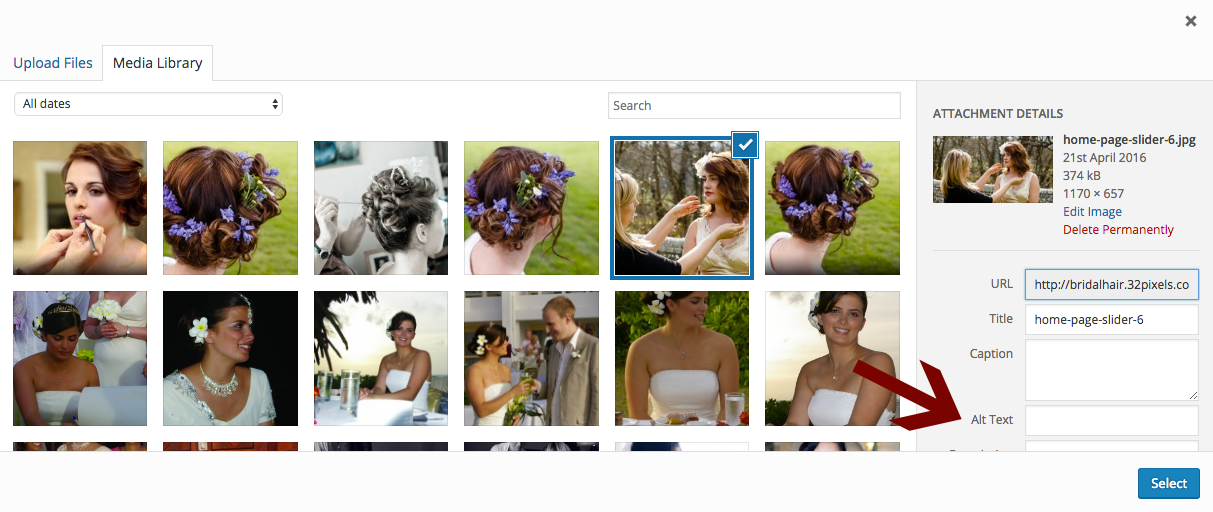 ×
Upload Files
Media Library
All dates
Search
ATTACHMENT DETAILS
home-page-slider-6.jpg
21st April 2016
374 kB
1170 × 657
Edit Image
Delete Permanently
URL http://bridalhair.32pixels.co
Title home-page-slider-6
Caption
Alt Text
Select